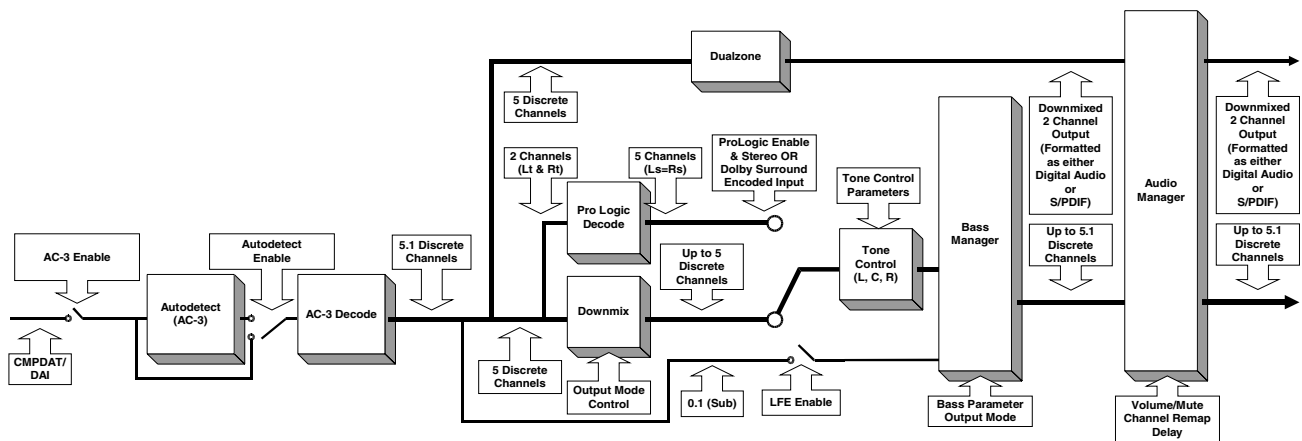 Dualzone
5 Discrete
Channels
Downmixed
2 Channel
Output
(Formatted
as either
Digital Audio
or
S/PDIF)
Audio
Manager
Downmixed
2 Channel
Output
(Formatted
as either
Digital Audio
or
S/PDIF)
2 Channels
(Lt & Rt)
5 Channels
(Ls=Rs)
ProLogic Enable
& Stereo OR
Dolby Surround
Encoded Input
Pro Logic
Decode
Tone Control
Parameters
Bass
Manager
Up to 5.1
Discrete
Channels
Up to 5.1
Discrete
Channels
AC-3 Enable
Autodetect
Enable
5.1 Discrete
Channels
Up to 5
Discrete
Channels
Tone
Control
(L, C, R)
Autodetect
(AC-3)
AC-3 Decode
Downmix
CMPDAT/
DAI
5 Discrete
Channels
Output Mode
Control
0.1 (Sub)
LFE Enable
Bass Parameter
Output Mode
Volume/Mute
Channel Remap
Delay